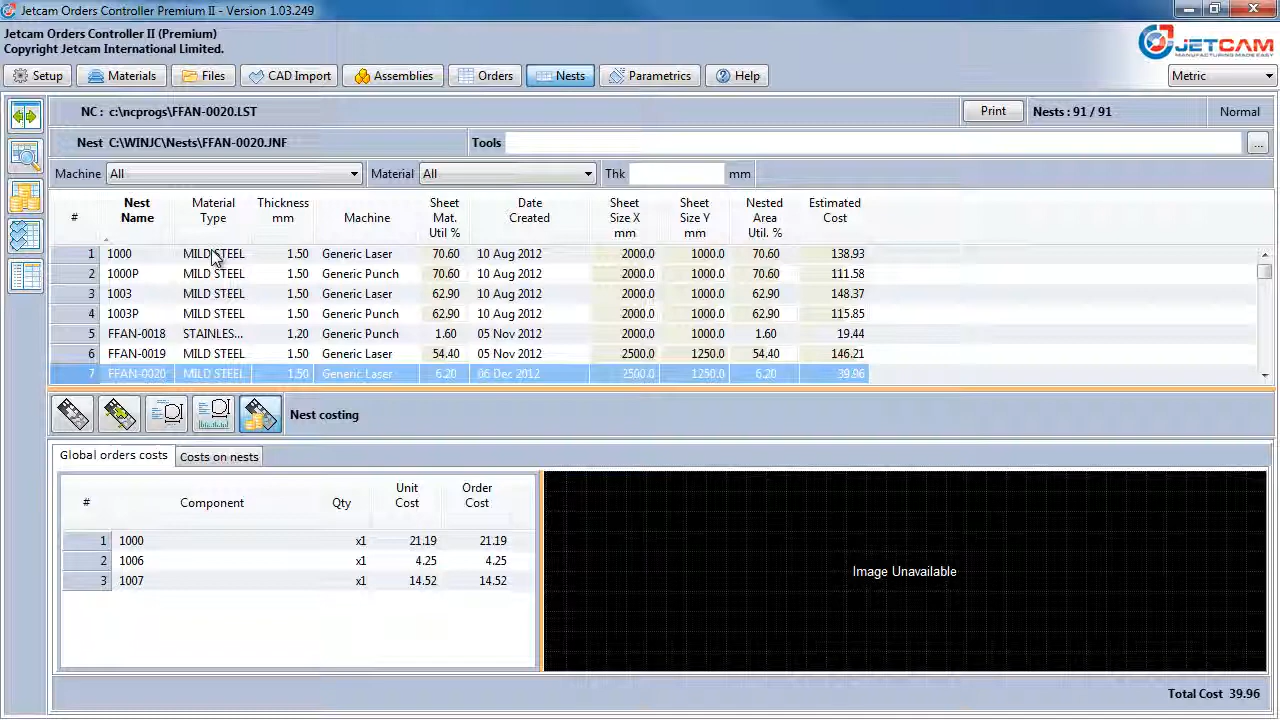 Jetcam Orders Controller Premium II - Version 1.03.249
Jetcam Orders Controller II (Premium)
Copyright Jetcam International Limited.
JETCAM
MANUFACTURING MADE EASY
Setup Materials Files CAD Import Assemblies Orders Nests Parametrics Help Metric
NC : c:\ncprogs\FFAN-0020.LST Print Nests : 91 / 91 Normal
Nest C:\WINJC\Nests\FFAN-0020.JNF Tools ...
Machine All Material All Thk mm
# Nest Name Material Type Thickness mm Machine Sheet Mat. Util % Date Created Sheet Size X mm Sheet Size Y mm Nested Area Util. % Estimated Cost
1 1000 MILD STEEL 1.50 Generic Laser 70.60 10 Aug 2012 2000.0 1000.0 70.60 138.93
2 1000P MILD STEEL 1.50 Generic Punch 70.60 10 Aug 2012 2000.0 1000.0 70.60 111.58
3 1003 MILD STEEL 1.50 Generic Laser 62.90 10 Aug 2012 2000.0 1000.0 62.90 148.37
4 1003P MILD STEEL 1.50 Generic Punch 62.90 10 Aug 2012 2000.0 1000.0 62.90 115.85
5 FFAN-0018 STAINLES... 1.20 Generic Punch 1.60 05 Nov 2012 2000.0 1000.0 1.60 19.44
6 FFAN-0019 MILD STEEL 1.50 Generic Laser 54.40 05 Nov 2012 2500.0 1250.0 54.40 146.21
7 FFAN-0020 MILD STEEL 1.50 Generic Laser 6.20 06 Dec 2012 2500.0 1250.0 6.20 39.96
Nest costing
Global orders costs Costs on nests
# Component Qty Unit Cost Order Cost
1 1000 x1 21.19 21.19
2 1006 x1 4.25 4.25
3 1007 x1 14.52 14.52
Image Unavailable
Total Cost 39.96